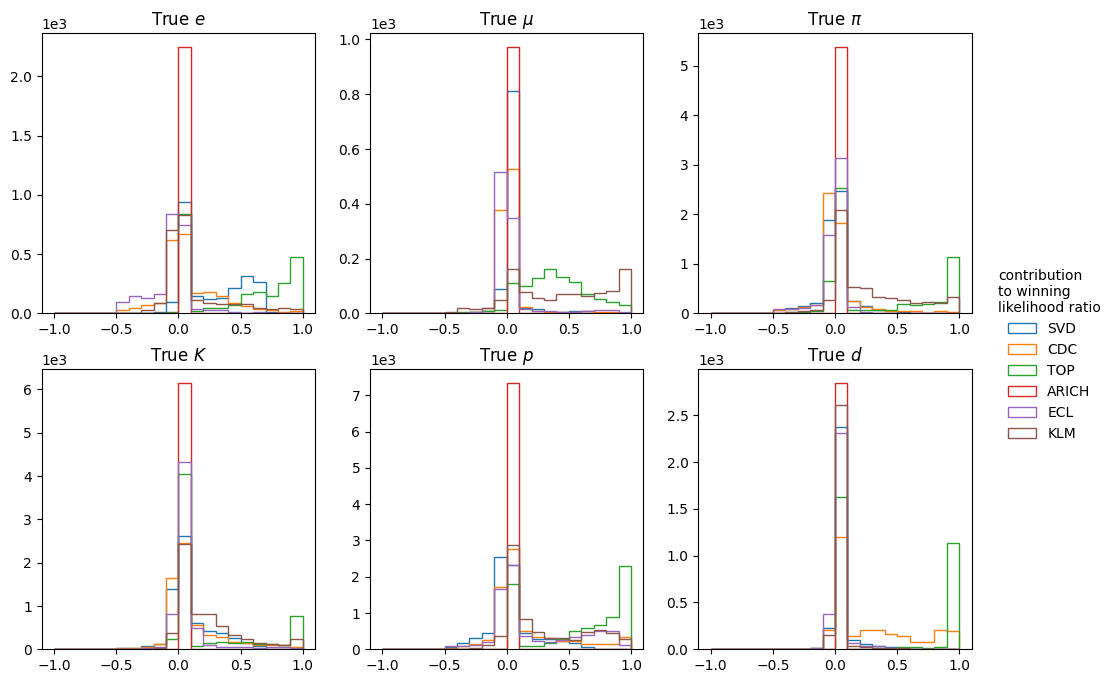 True e
True μ
True π
1e3
1e3
1e3
2.0
1.5
1.0
0.5
0.0
1.0
0.8
0.6
0.4
0.2
0.0
5
4
3
2
1
0
−1.0 −0.5 0.0 0.5 1.0
−1.0 −0.5 0.0 0.5 1.0
−1.0 −0.5 0.0 0.5 1.0
True K
True p
True d
1e3
1e3
1e3
6
5
4
3
2
1
0
7
6
5
4
3
2
1
0
2.5
2.0
1.5
1.0
0.5
0.0
−1.0 −0.5 0.0 0.5 1.0
−1.0 −0.5 0.0 0.5 1.0
−1.0 −0.5 0.0 0.5 1.0
contribution
to winning
likelihood ratio
SVD
CDC
TOP
ARICH
ECL
KLM